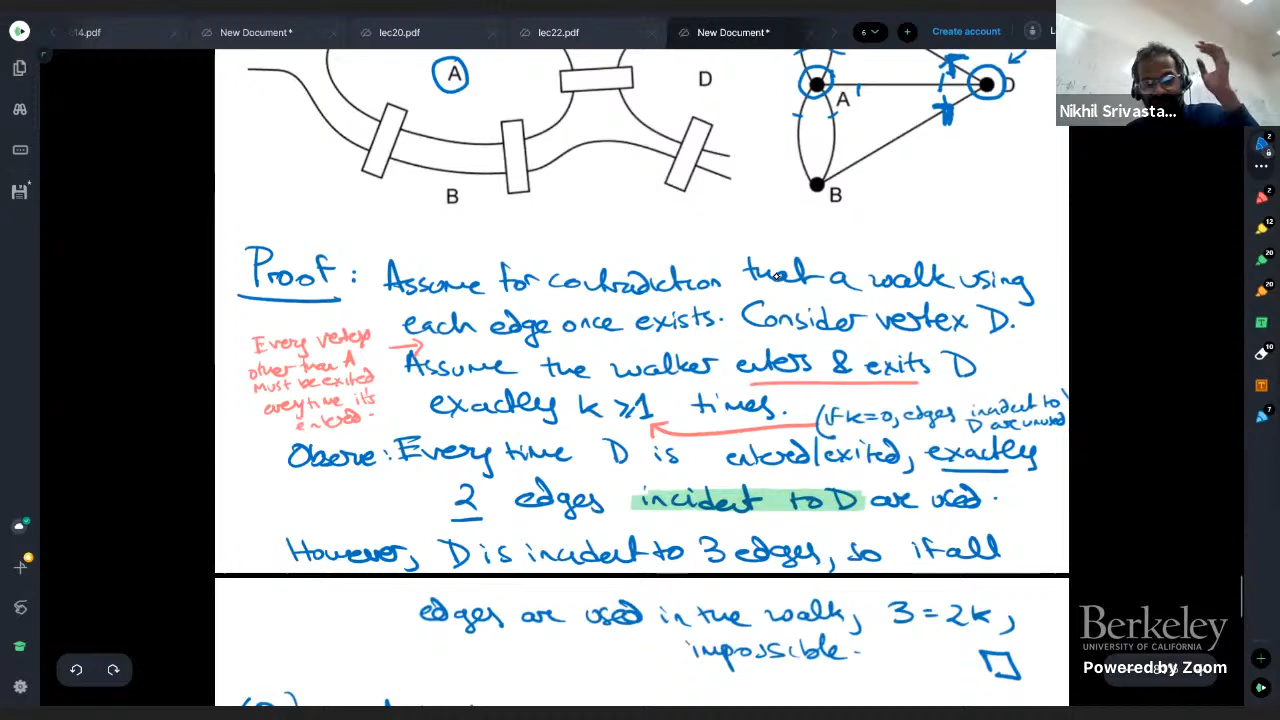 14.pdf
New Document*
lec20.pdf
lec22.pdf
New Document*
6
Create account
A
D
B
A
D
B
Nikhil Srivasta...
Proof: Assume for contradiction that a walk using
each edge once exists. Consider vertex D.
Every vertex
other than A
must be exited
every time it's
entered.
Assume the walker enters & exits D
exactly k ≥ 1 times.
(if k=0, edges incident to
D are unused
Observe: Every time D is entered/exited, exactly
2 edges incident to D are used.
However, D is incident to 3 edges, so if all
edges are used in the walk, 3 = 2k,
impossible.
Berkeley
UNIVERSITY OF CALIFORNIA
Powered by Zoom